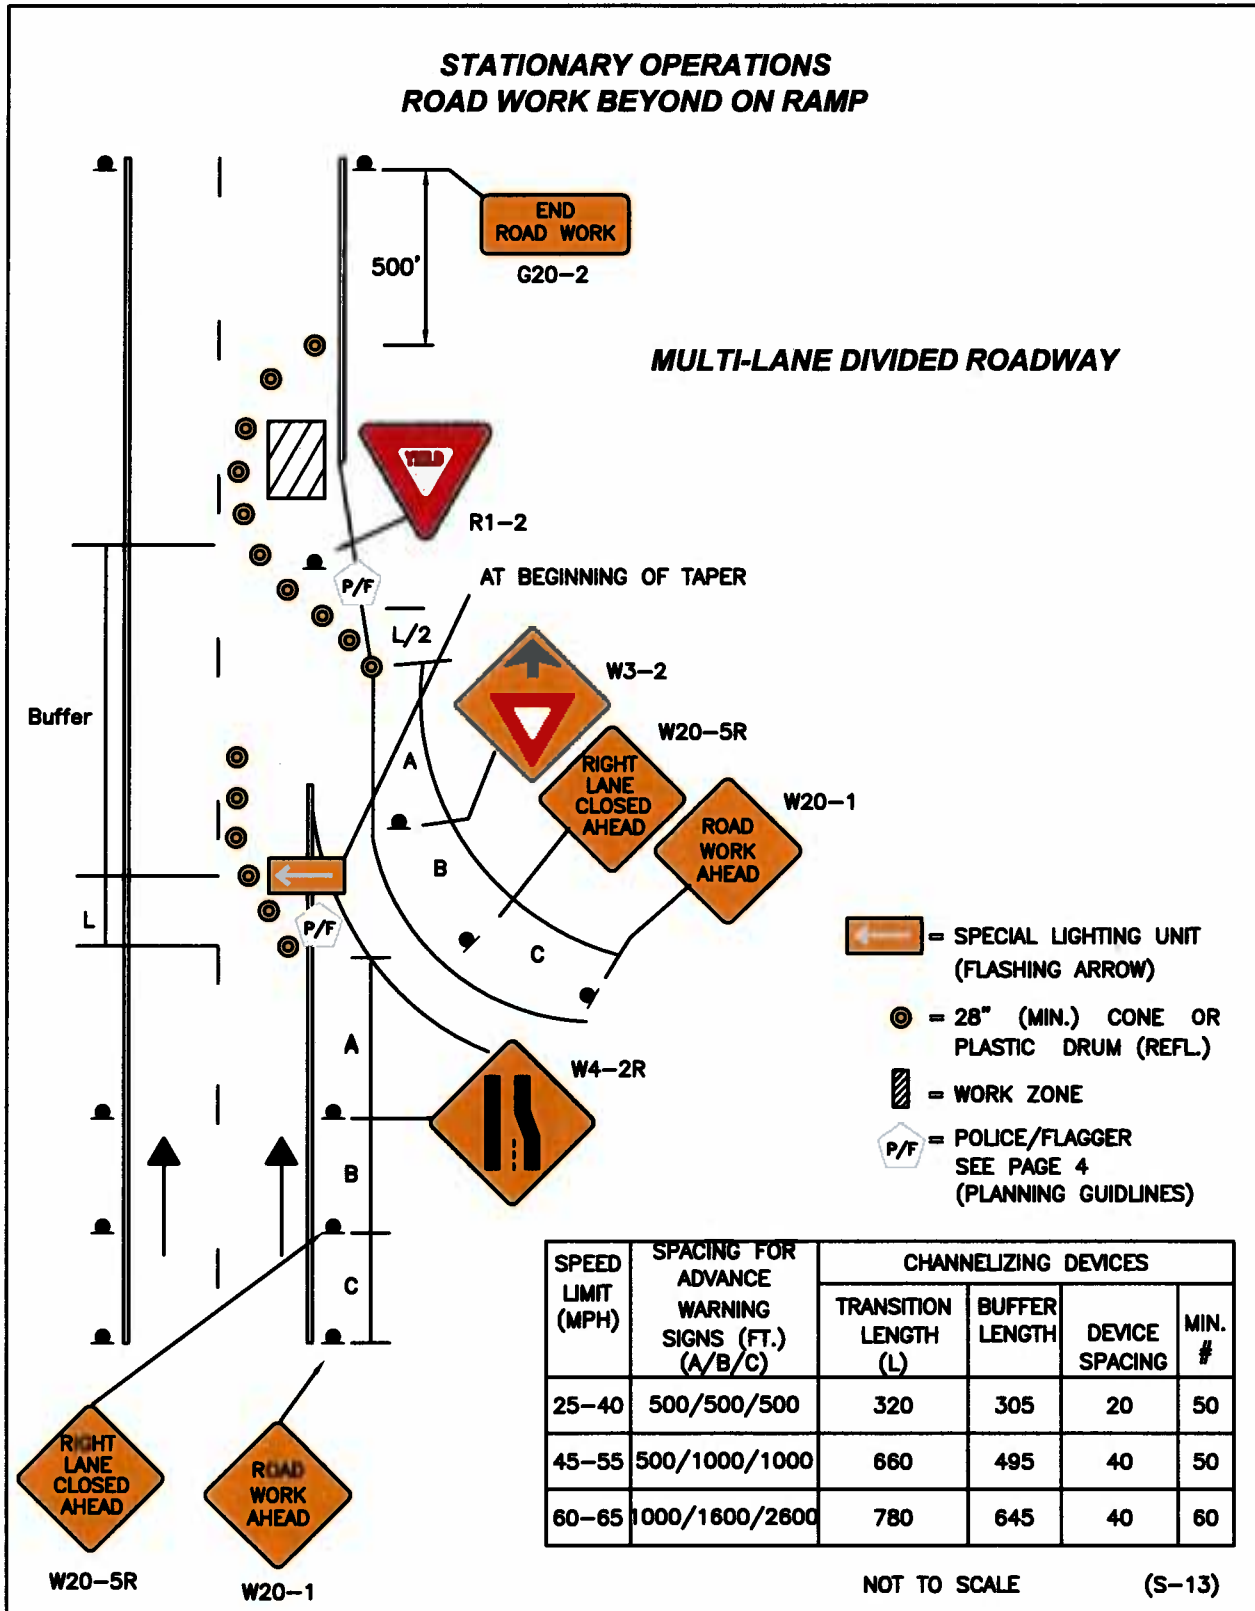 STATIONARY OPERATIONS
ROAD WORK BEYOND ON RAMP
END
ROAD WORK
G20-2
500'
MULTI-LANE DIVIDED ROADWAY
YIELD
R1-2
P/F
AT BEGINNING OF TAPER
L/2
W3-2
Buffer
W20-5R
A
RIGHT
LANE
CLOSED
AHEAD
W20-1
ROAD
WORK
AHEAD
B
L
P/F
C
= SPECIAL LIGHTING UNIT
(FLASHING ARROW)
= 28" (MIN.) CONE OR
PLASTIC DRUM (REFL.)
A
W4-2R
= WORK ZONE
P/F = POLICE/FLAGGER
SEE PAGE 4
(PLANNING GUIDLINES)
B
C
SPEED LIMIT (MPH)
SPACING FOR ADVANCE WARNING SIGNS (FT.) (A/B/C)
CHANNELIZING DEVICES
TRANSITION LENGTH (L)
BUFFER LENGTH
DEVICE SPACING
MIN. #
25-40 500/500/500 320 305 20 50
45-55 500/1000/1000 660 495 40 50
60-65 1000/1600/2600 780 645 40 60
RIGHT
LANE
CLOSED
AHEAD
W20-5R
ROAD
WORK
AHEAD
W20-1
NOT TO SCALE (S-13)